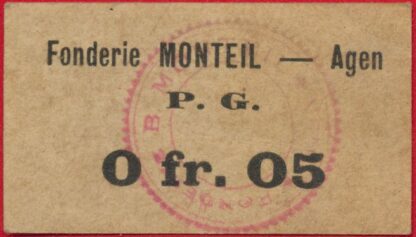 Fonderie MONTEIL — Agen
P. G.
0 fr. 05